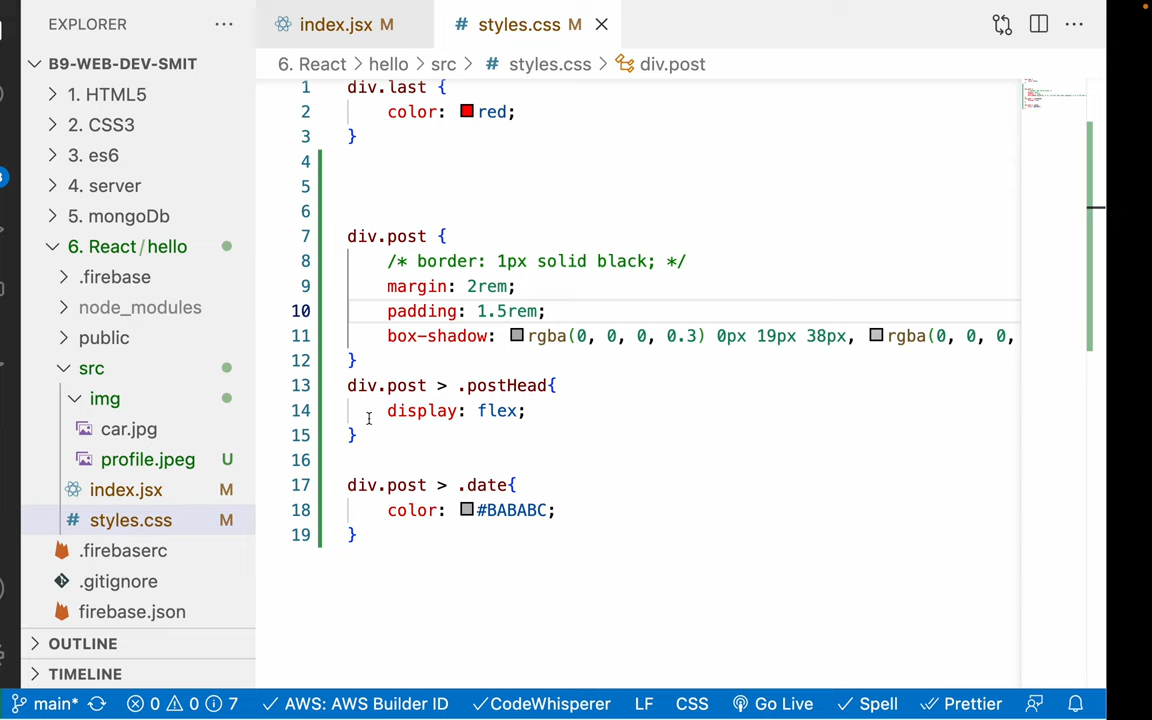 EXPLORER
index.jsx M
# styles.css M
B9-WEB-DEV-SMIT
6. React > hello > src > # styles.css > div.post
1. HTML5
2. CSS3
3. es6
4. server
5. mongoDb
6. React/hello
.firebase
node_modules
public
src
img
car.jpg
profile.jpeg U
index.jsx M
# styles.css M
.firebaserc
.gitignore
firebase.json
OUTLINE
TIMELINE
1 div.last {
2 color: red;
3 }
4
5
6
7 div.post {
8 /* border: 1px solid black; */
9 margin: 2rem;
10 padding: 1.5rem;
11 box-shadow: rgba(0, 0, 0, 0.3) 0px 19px 38px, rgba(0, 0, 0,
12 }
13 div.post > .postHead{
14 display: flex;
15 }
16
17 div.post > .date{
18 color: #BABABC;
19 }
main* 0 0 7 AWS: AWS Builder ID CodeWhisperer LF CSS Go Live Spell Prettier